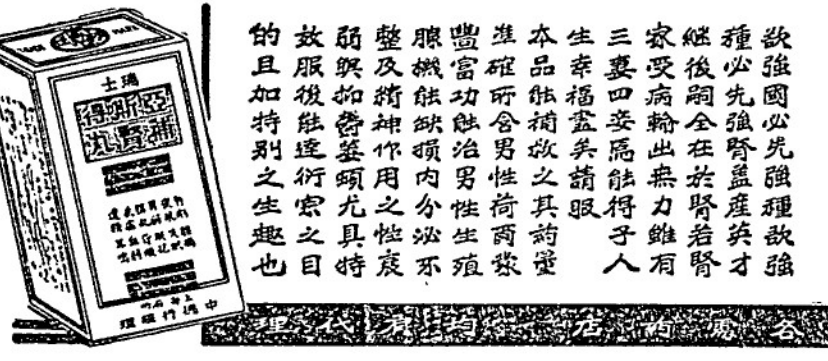 欲強國必先強種欲強
種必先強腎蓋產英才
繼後嗣全在於腎若腎
家受病輸出無力雖有
三妻四妾焉能得子人
生幸福盡矣請服
本品能補救之其葯量
準確所含男性荷爾蒙
豐富功能治男性生殖
腺機能缺損內分泌不
整及精神作用之性衰
弱與抑鬱萎頓尤具特
效服後能達衍宗之目
的且加特別之生趣也
瑞士
亞斯得
補腎丸
均有代理